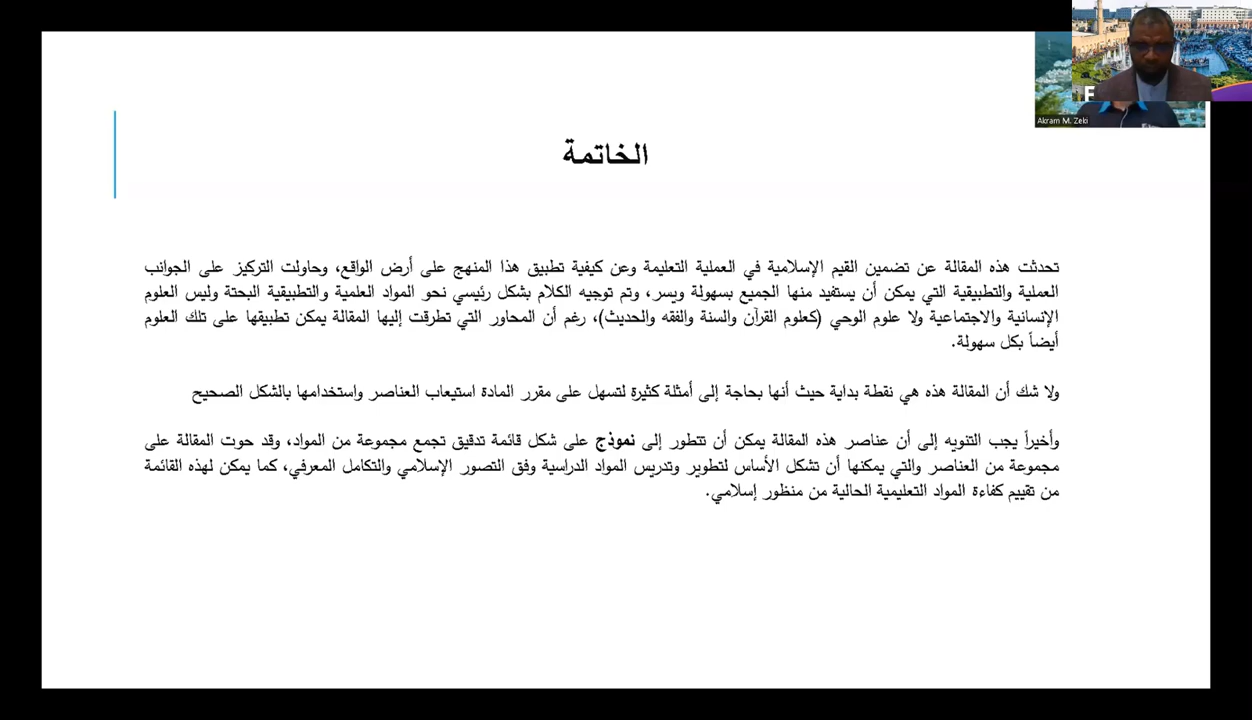 E
Akram M. Zeki
الخاتمة
تحدثت هذه المقالة عن تضمين القيم الإسلامية في العملية التعليمة وعن كيفية تطبيق هذا المنهج على أرض الواقع، وحاولت التركيز على الجوانب
العملية والتطبيقية التي يمكن أن يستفيد منها الجميع بسهولة ويسر، وتم توجيه الكلام بشكل رئيسي نحو المواد العلمية والتطبيقية البحتة وليس العلوم
الإنسانية والاجتماعية ولا علوم الوحي (كعلوم القرآن والسنة والفقه والحديث)، رغم أن المحاور التي تطرقت إليها المقالة يمكن تطبيقها على تلك العلوم
أيضاً بكل سهولة.
ولا شك أن المقالة هذه هي نقطة بداية حيث أنها بحاجة إلى أمثلة كثيرة لتسهل على مقرر المادة استيعاب العناصر واستخدامها بالشكل الصحيح
وأخيراً يجب التنويه إلى أن عناصر هذه المقالة يمكن أن تتطور إلى نموذج على شكل قائمة تدقيق تجمع مجموعة من المواد، وقد حوت المقالة على
مجموعة من العناصر والتي يمكنها أن تشكل الأساس لتطوير وتدريس المواد الدراسية وفق التصور الإسلامي والتكامل المعرفي، كما يمكن لهذه القائمة
من تقييم كفاءة المواد التعليمية الحالية من منظور إسلامي.